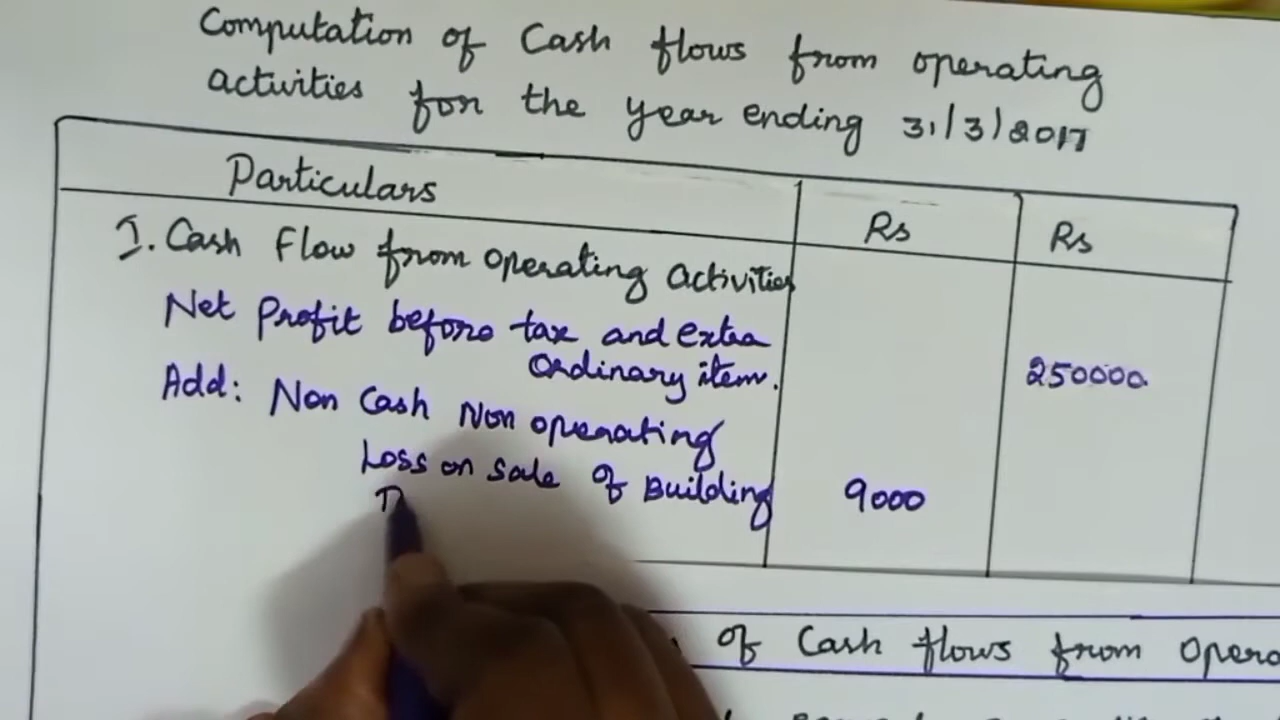 Computation of Cash flows from operating
activities for the year ending 31/3/2017
Particulars Rs Rs
I. Cash Flow from operating activities
Net Profit before tax and extra
ordinary item. 250000
Add: Non Cash Non operating
Loss on sale of Building 9000
D
of Cash flows from opera